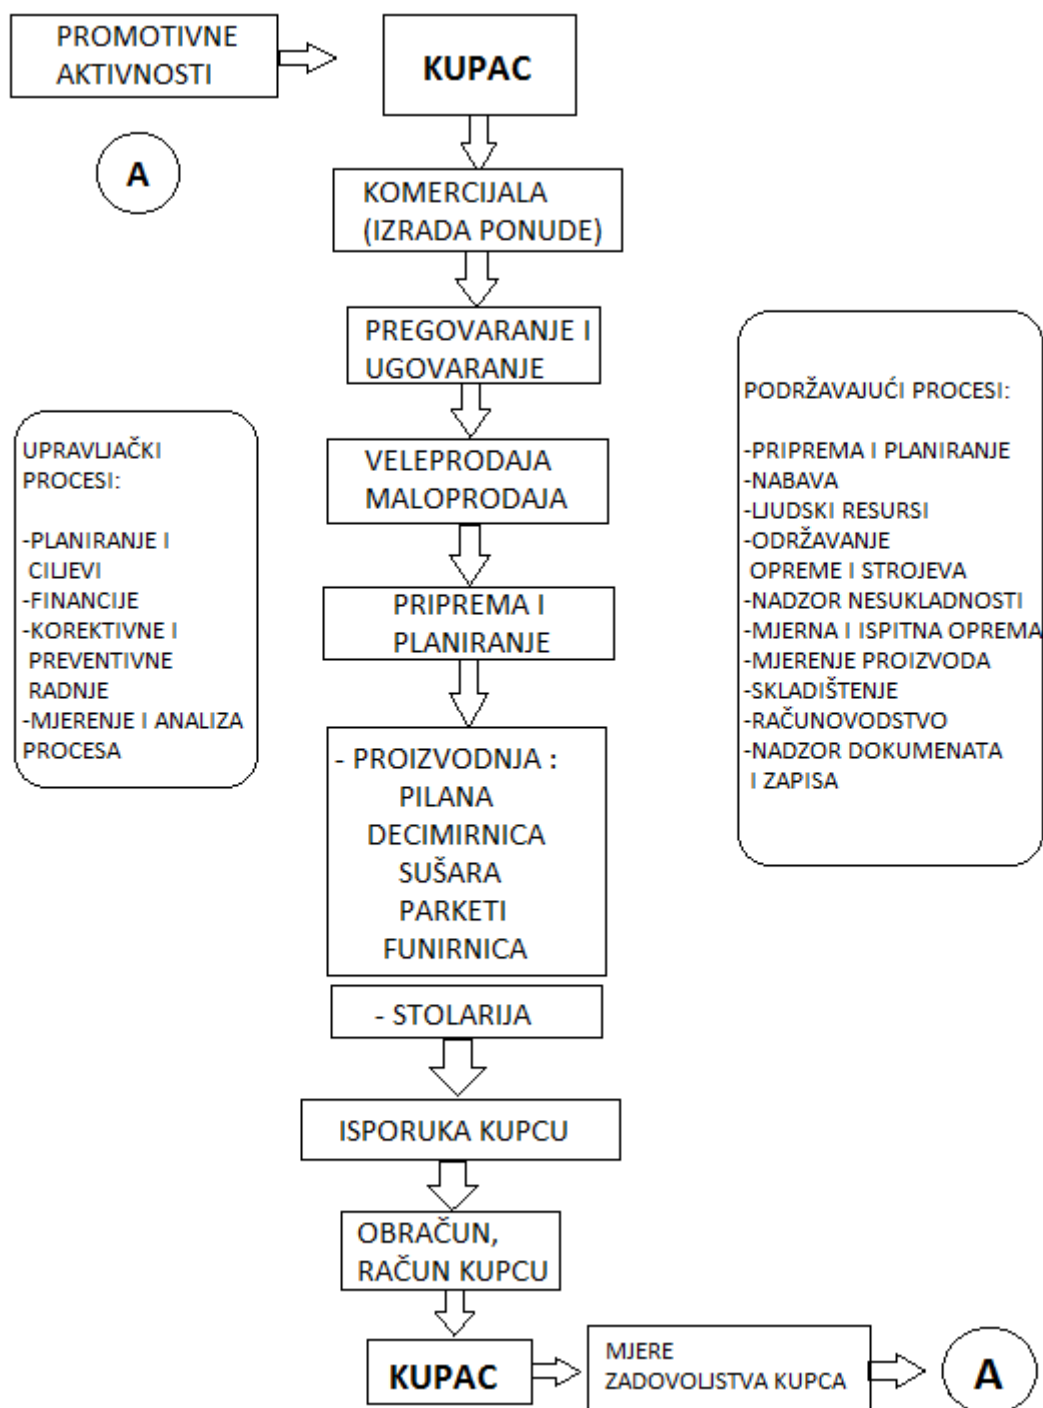 PROMOTIVNE
AKTIVNOSTI
KUPAC
A
KOMERCIJALA
(IZRADA PONUDE)
PREGOVARANJE I
UGOVARANJE
VELEPRODAJA
MALOPRODAJA
PRIPREMA I
PLANIRANJE
- PROIZVODNJA :
PILANA
DECIMIRNICA
SUŠARA
PARKETI
FUNIRNICA
- STOLARIJA
ISPORUKA KUPCU
OBRAČUN,
RAČUN KUPCU
KUPAC
MJERE
ZADOVOLJSTVA KUPCA
A
UPRAVLJAČKI
PROCESI:
-PLANIRANJE I
CILJEVI
-FINANCIJE
-KOREKTIVNE I
PREVENTIVNE
RADNJE
-MJERENJE I ANALIZA
PROCESA
PODRŽAVAJUĆI PROCESI:
-PRIPREMA I PLANIRANJE
-NABAVA
-LJUDSKI RESURSI
-ODRŽAVANJE
OPREME I STROJEVA
-NADZOR NESUKLADNOSTI
-MJERNA I ISPITNA OPREMA
-MJERENJE PROIZVODA
-SKLADIŠTENJE
-RAČUNOVODSTVO
-NADZOR DOKUMENATA
I ZAPISA